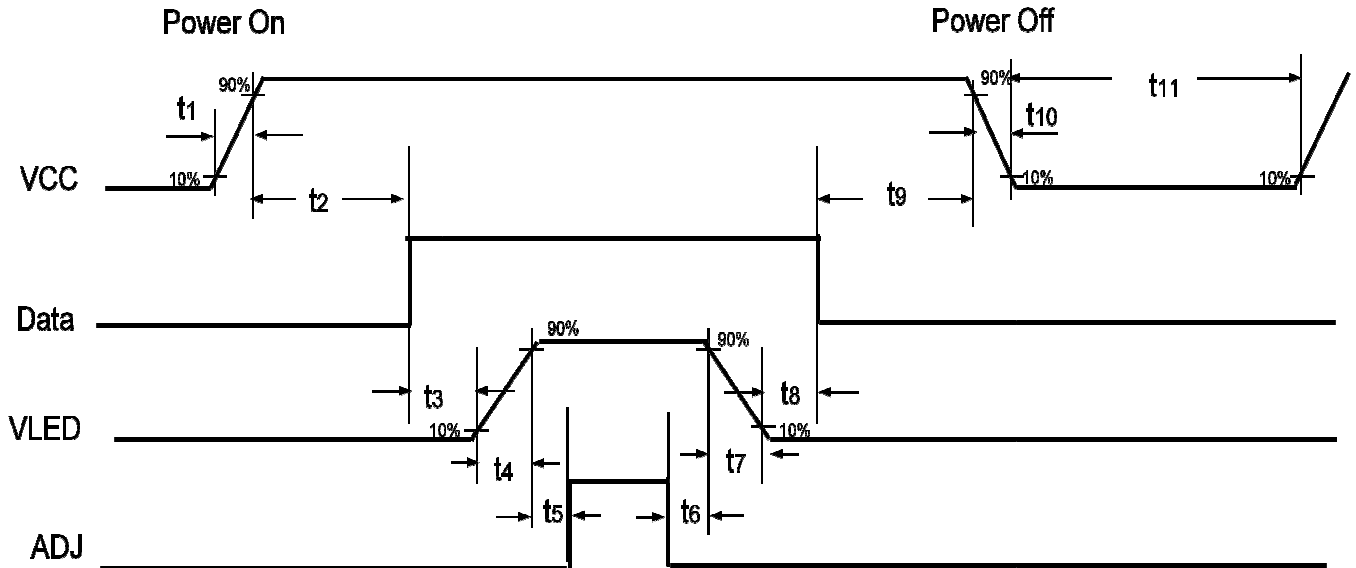 Power On
Power Off
90%
90%
t1
t10
t11
VCC
10%
10%
10%
t2
t9
Data
90%
90%
t3
t8
VLED
10%
10%
t4
t7
t5
t6
ADJ